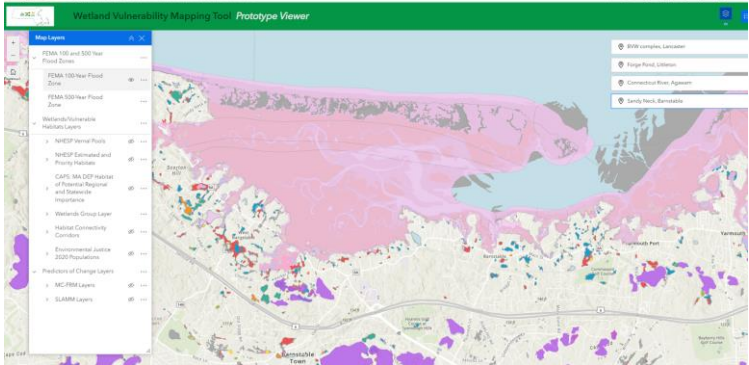 Wetland Vulnerability Mapping Tool Prototype Viewer
Map Layers
FEMA 100 and 500 Year
Flood Zones
FEMA 100-Year Flood
Zone
FEMA 500-Year Flood
Zone
Wetlands/Vulnerable
Habitats Layers
NHESP Vernal Pools
NHESP Estimated and
Priority Habitats
CAPS: MA DEP Habitat
of Potential Regional
and Statewide
Importance
Wetlands Group Layer
Habitat Connectivity
Corridors
Environmental Justice
2020 Populations
Predictors of Change Layers
MC-PRM Layers
SLAMM Layers
BVW complex, Lancaster
Forge Pond, Littleton
Connecticut River, Agawam
Sandy Neck, Barnstable
Barnstable
Yarmouth Port
Yarmouth
Barnstable
Town